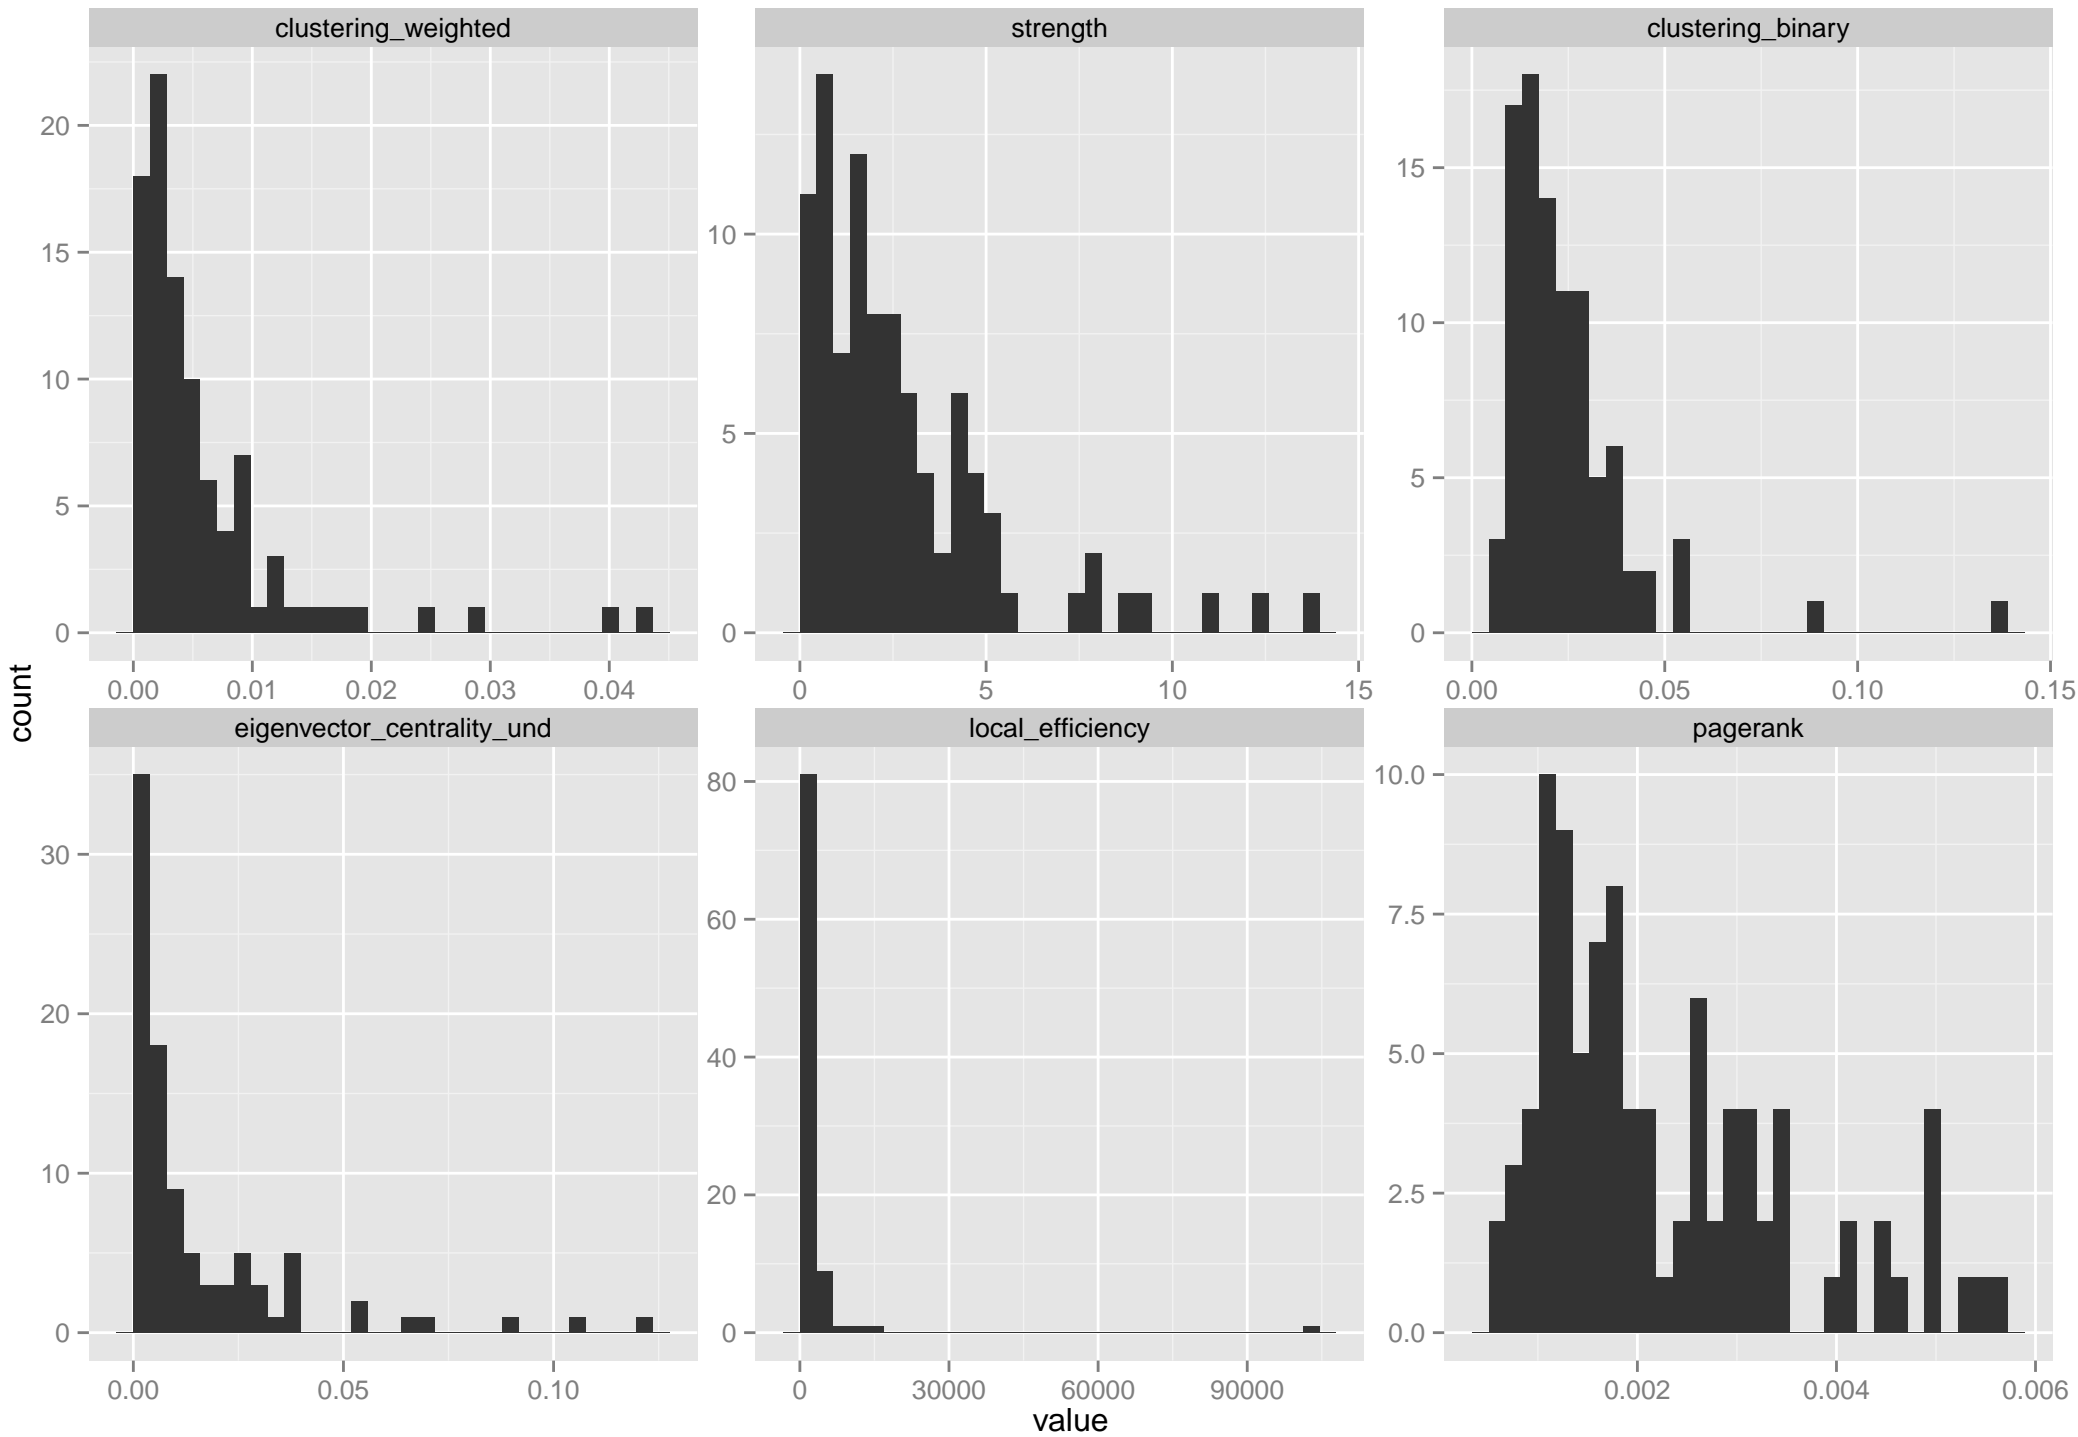 clustering_weighted
strength
clustering_binary
20
15
10
5
0
10
5
0
15
10
5
0
0.00 0.01 0.02 0.03 0.04
0 5 10 15
0.00 0.05 0.10 0.15
count
eigenvector_centrality_und
local_efficiency
pagerank
30
20
10
0
80
60
40
20
0
10.0
7.5
5.0
2.5
0.0
0.00 0.05 0.10
0 30000 60000 90000
0.002 0.004 0.006
value